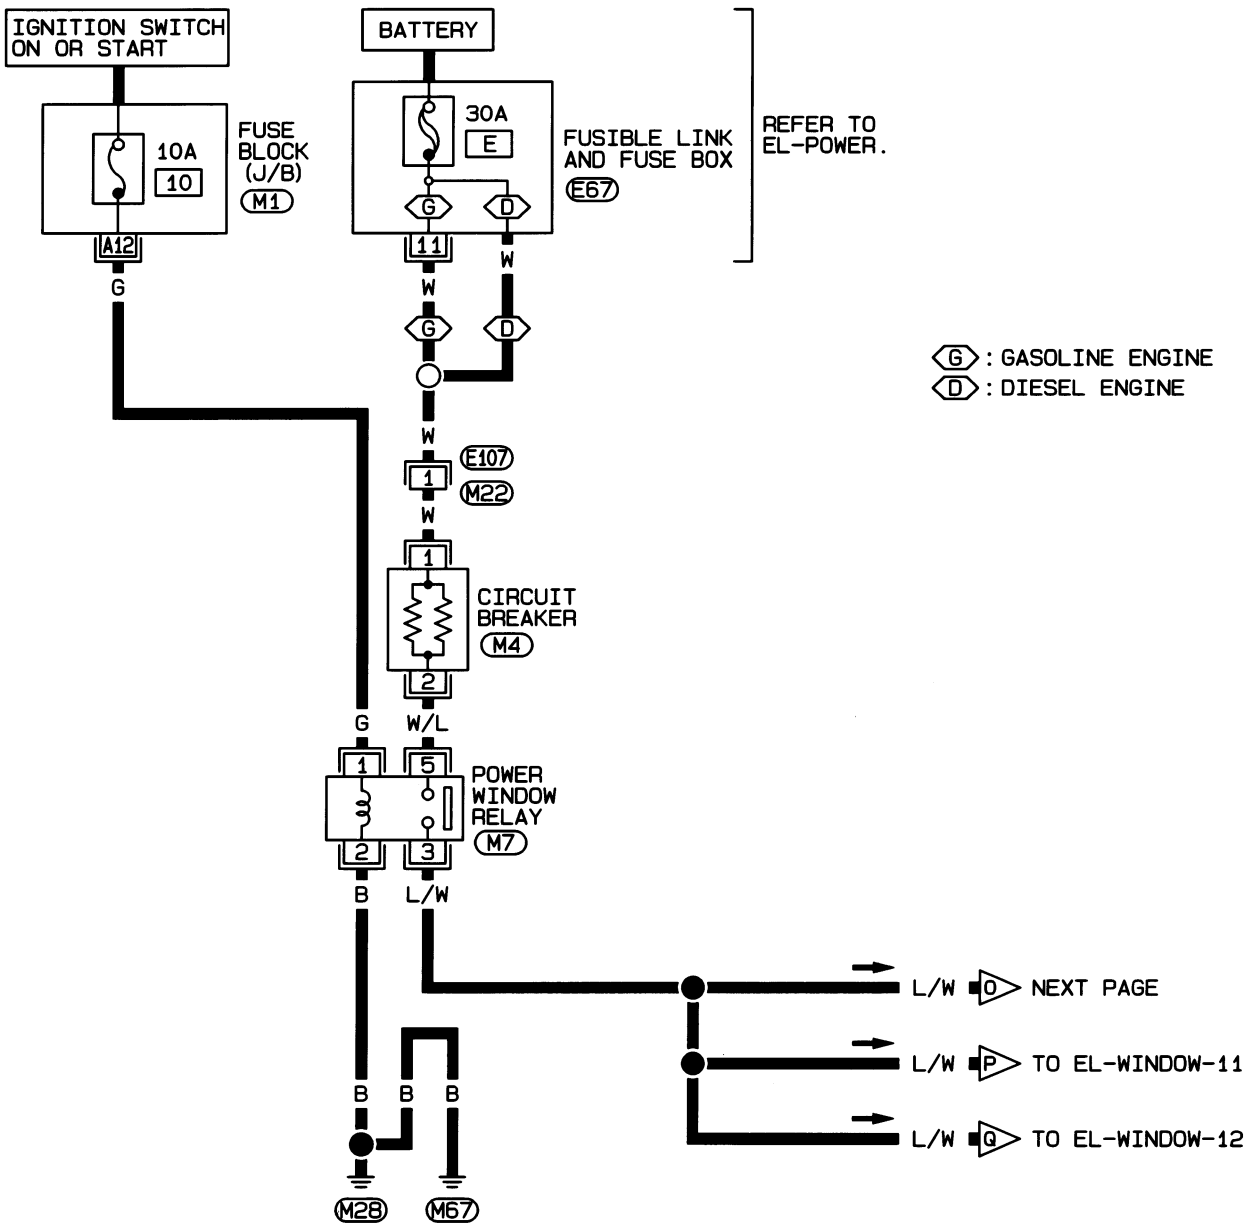 IGNITION SWITCH
ON OR START
BATTERY
10A
10
FUSE
BLOCK
(J/B)
M1
30A
E
FUSIBLE LINK
AND FUSE BOX
E67
REFER TO
EL-POWER.
G
D
A12
11
G
W
W
G
D
G : GASOLINE ENGINE
D : DIESEL ENGINE
W
E107
1
M22
W
1
CIRCUIT
BREAKER
M4
2
G
W/L
1
5
POWER
WINDOW
RELAY
M7
2
3
B
L/W
L/W
O
NEXT PAGE
L/W
P
TO EL-WINDOW-11
B
B
B
L/W
Q
TO EL-WINDOW-12
M28
M67